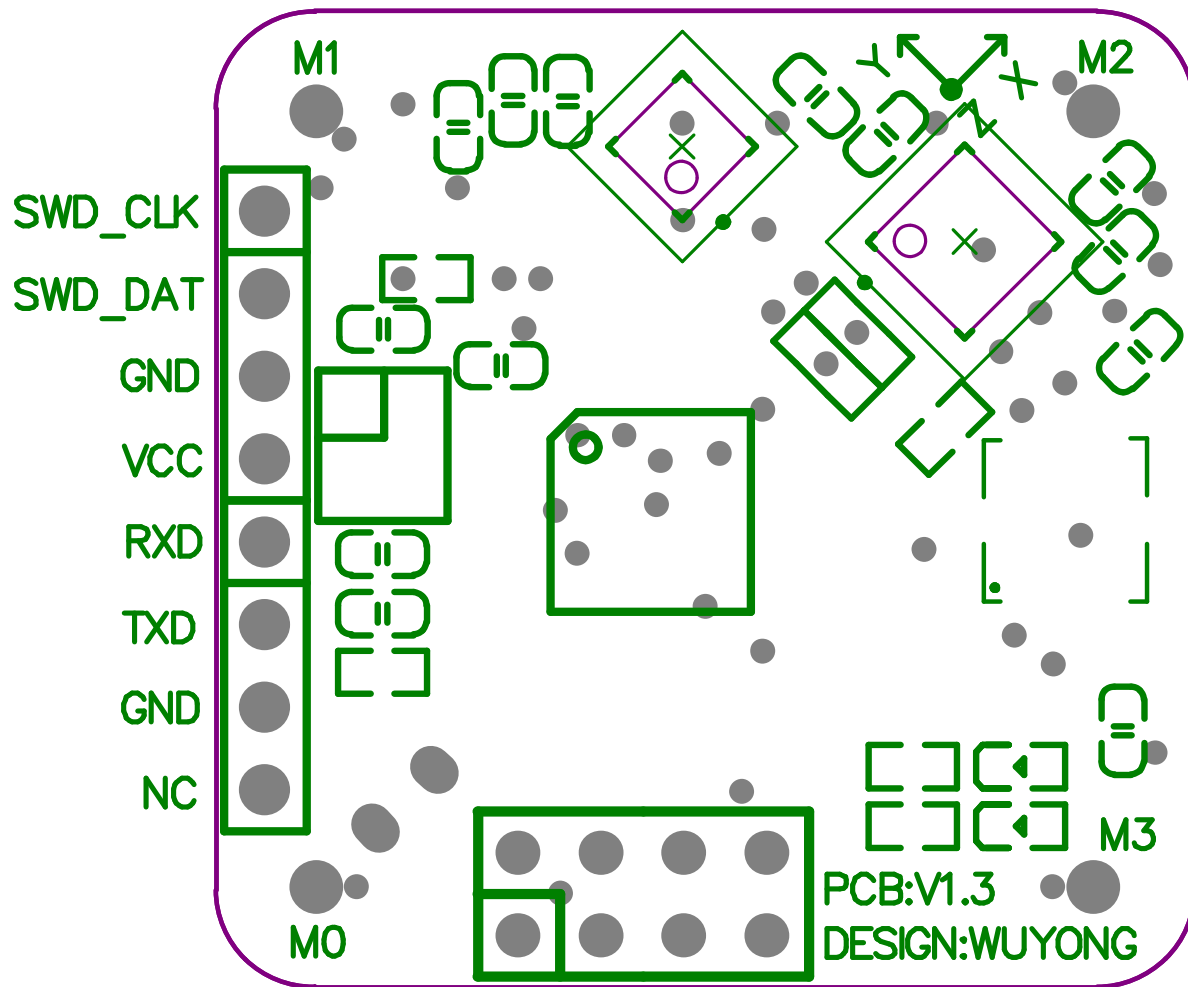 M1
Y
X
Z
M2
SWD_CLK
SWD_DAT
GND
VCC
RXD
TXD
GND
NC
M3
PCB:V1.3
M0
DESIGN:WUYONG